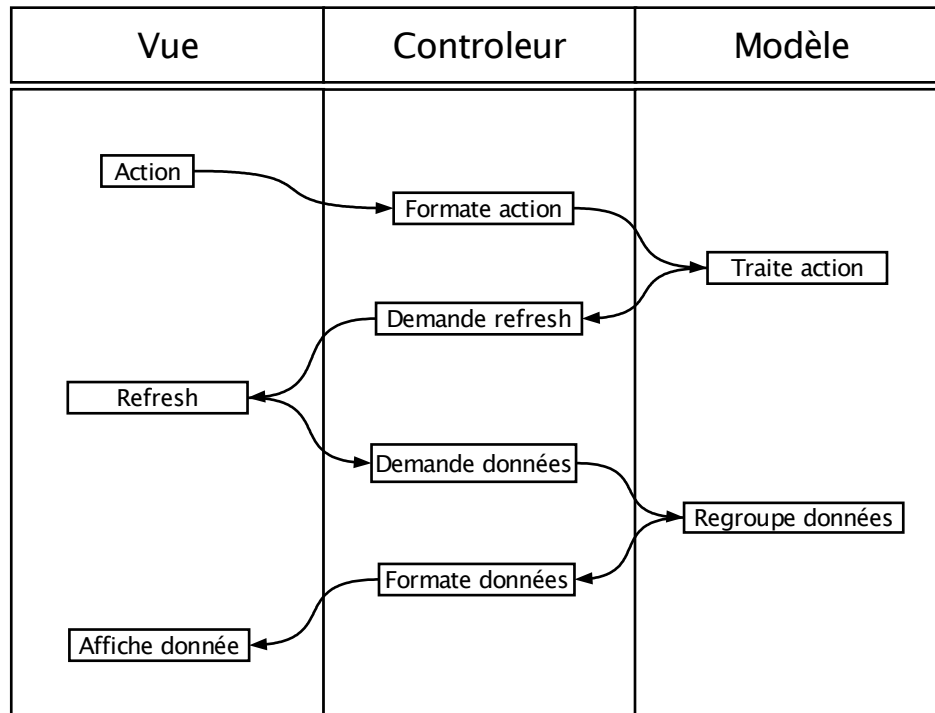 Vue
Controleur
Modèle
Action
Formate action
Traite action
Demande refresh
Refresh
Demande données
Regroupe données
Formate données
Affiche donnée